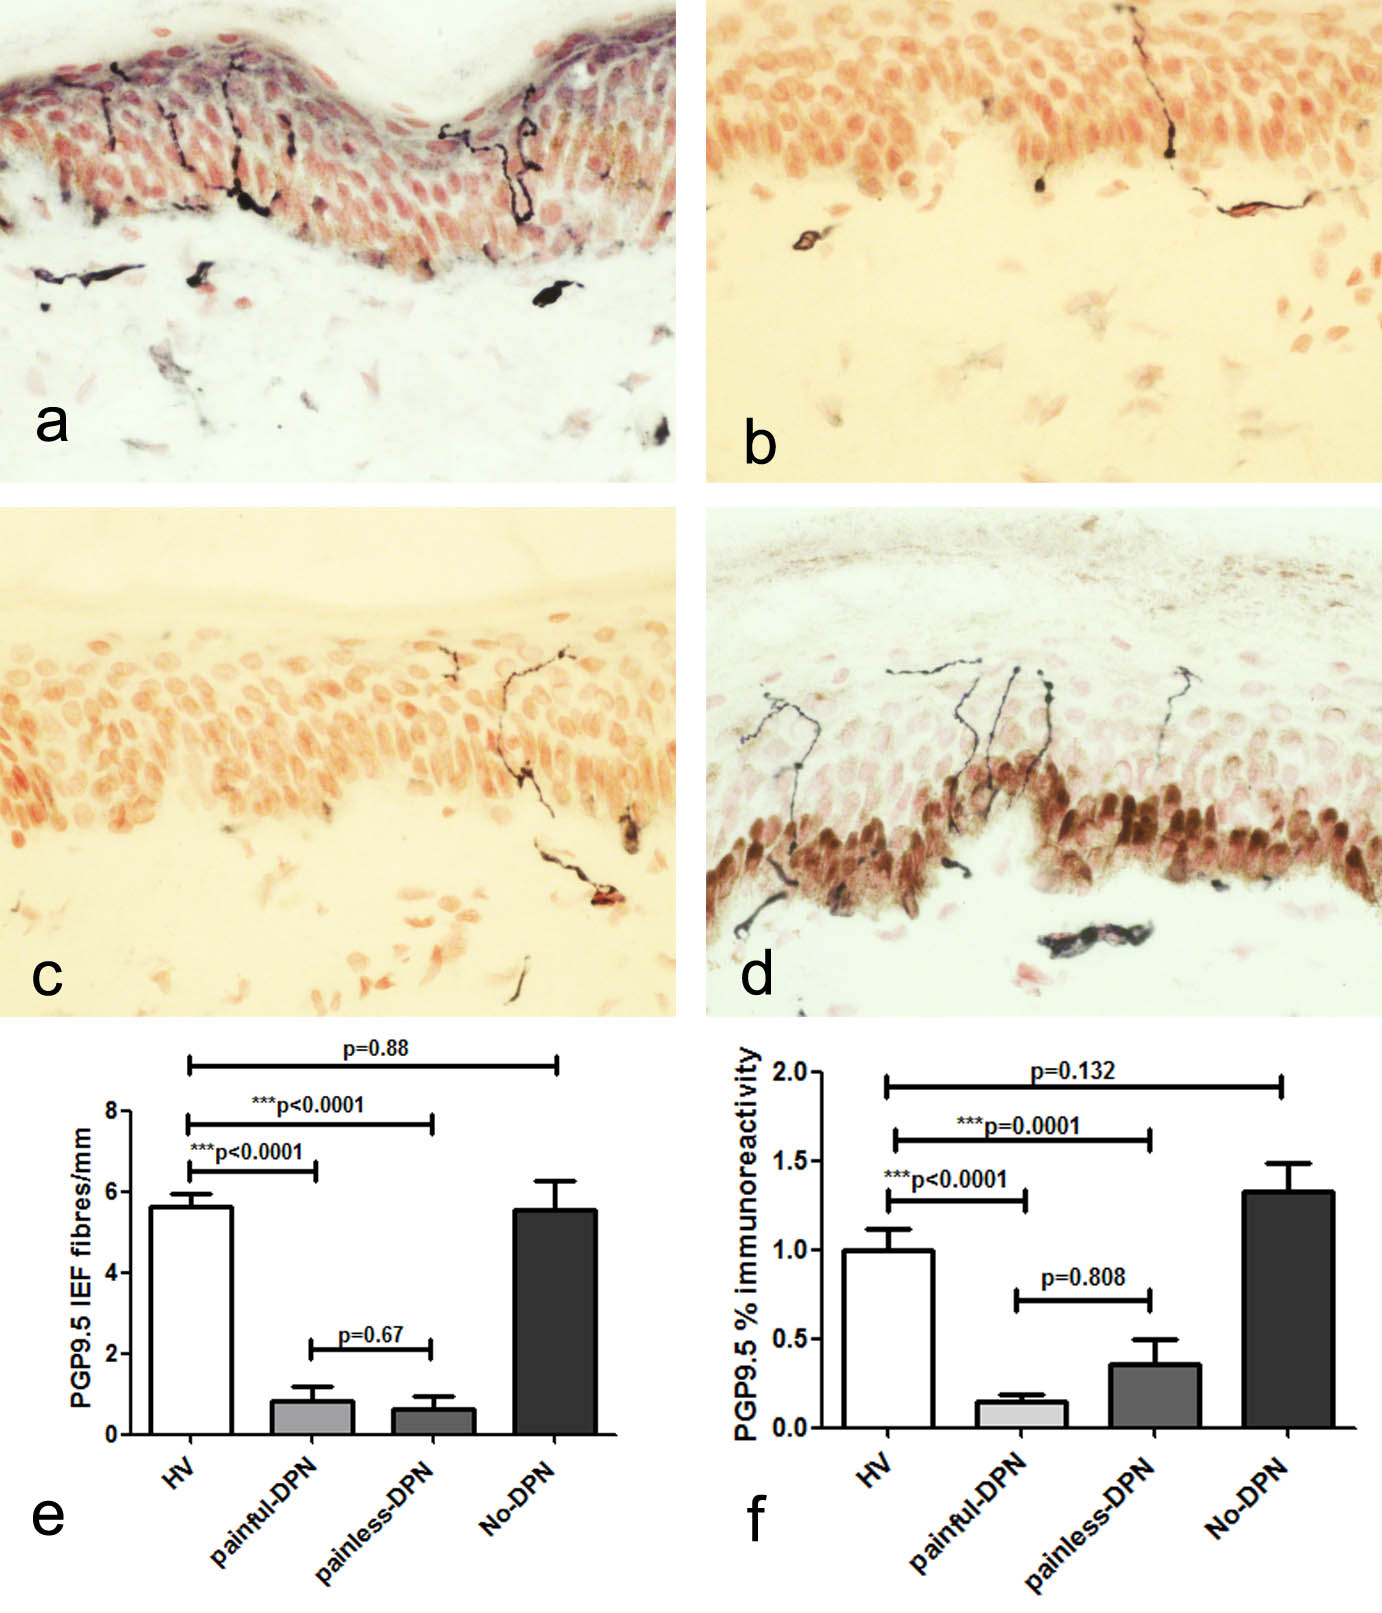 a
b
c
d
p=0.88
***p<0.0001
***p<0.0001
p=0.67
PGP9.5 IEF fibres/mm
8
6
4
2
0
HV
painful-DPN
painless-DPN
No-DPN
e
p=0.132
***p=0.0001
***p<0.0001
p=0.808
PGP9.5 % immunoreactivity
2.0
1.5
1.0
0.5
0.0
HV
painful-DPN
painless-DPN
No-DPN
f